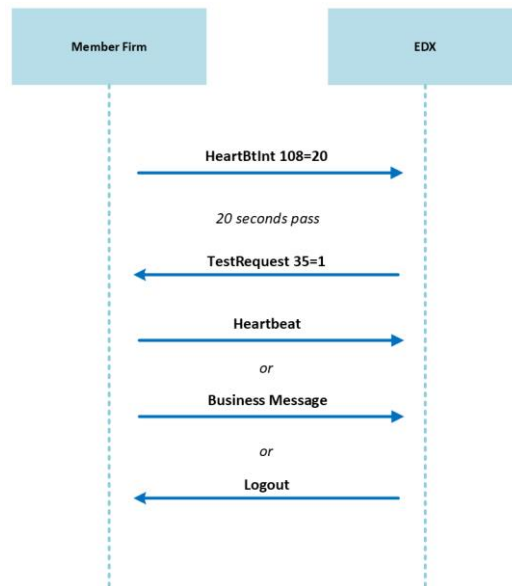 Member Firm
EDX
HeartBtInt 108=20
20 seconds pass
TestRequest 35=1
Heartbeat
or
Business Message
or
Logout